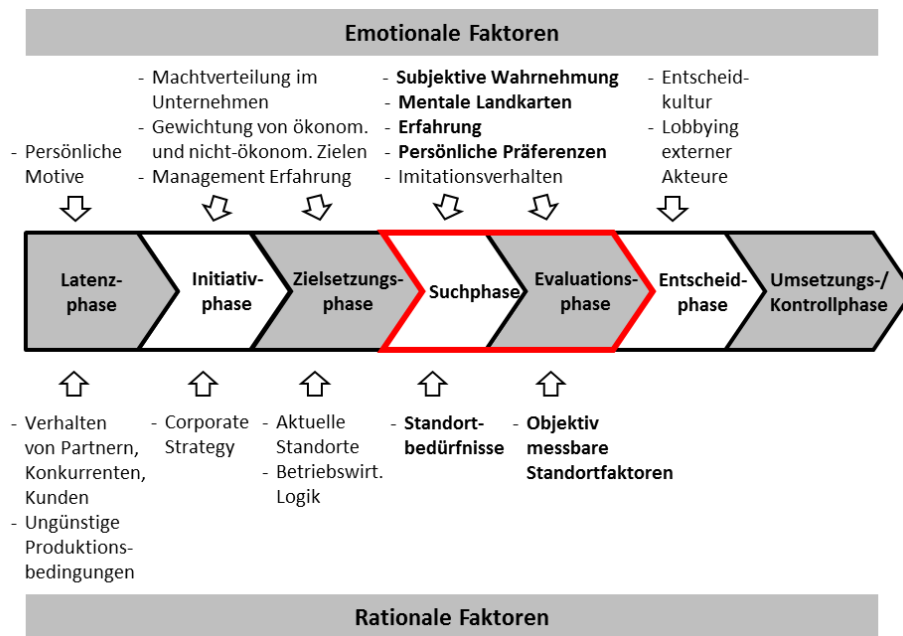 Emotionale Faktoren
- Persönliche
Motive
- Machtverteilung im
Unternehmen
- Gewichtung von ökonom.
und nicht-ökonom. Zielen
- Management Erfahrung
- Subjektive Wahrnehmung
- Mentale Landkarten
- Erfahrung
- Persönliche Präferenzen
- Imitationsverhalten
- Entscheid-
kultur
- Lobbying
externer
Akteure
Latenz-
phase
Initiativ-
phase
Zielsetzungs-
phase
Suchphase
Evaluations-
phase
Entscheid-
phase
Umsetzungs-/
Kontrollphase
- Verhalten
von Partnern,
Konkurrenten,
Kunden
- Ungünstige
Produktions-
bedingungen
- Corporate
Strategy
- Aktuelle
Standorte
- Betriebswirt.
Logik
- Standort-
bedürfnisse
- Objektiv
messbare
Standortfaktoren
Rationale Faktoren